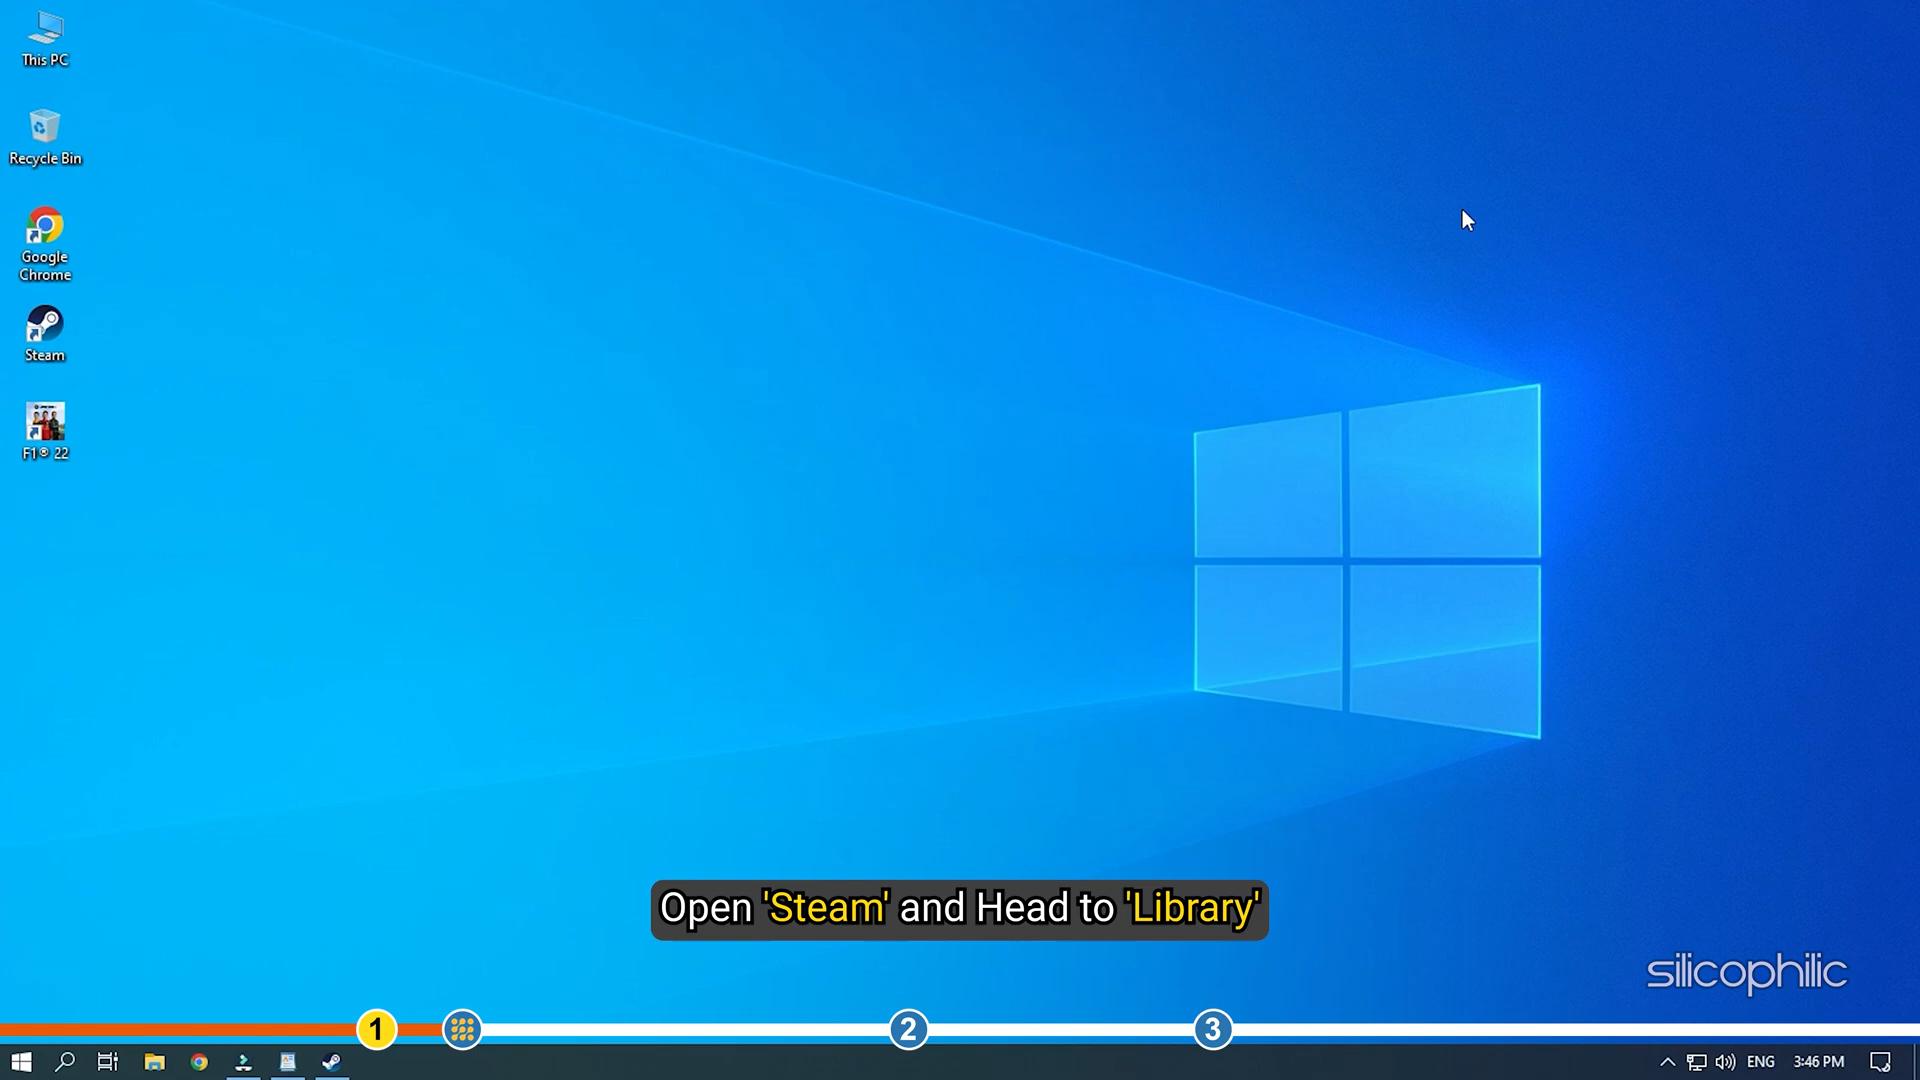 This PC
Recycle Bin
Google
Chrome
Steam
F1® 22
Open 'Steam' and Head to 'Library'
silicophilic
1
2
3
ENG
3:46 PM